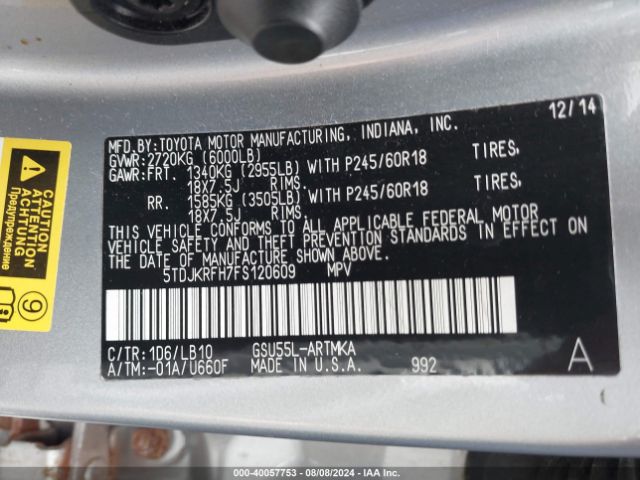 12/14
MFD.BY:TOYOTA MOTOR MANUFACTURING, INDIANA, INC.
GVWR:2720KG (6000LB)
GAWR:FRT. 1340KG (2955LB) WITH P245/60R18 TIRES,
18X7.5J RIMS.
RR. 1585KG (3505LB) WITH P245/60R18 TIRES,
18X7.5J RIMS.
THIS VEHICLE CONFORMS TO ALL APPLICABLE FEDERAL MOTOR
VEHICLE SAFETY AND THEFT PREVENTION STANDARDS IN EFFECT ON
THE DATE OF MANUFACTURE SHOWN ABOVE.
5TDJKRFH7FS120609 MPV
C/TR:1D6/LB10 GSU55L-ARTMKA
A/TM:-01A/U660F MADE IN U.S.A. 992 A
CAUTION
ATTENTION
Предупреждение
9
000-40057753 - 08/08/2024 - IAA Inc.